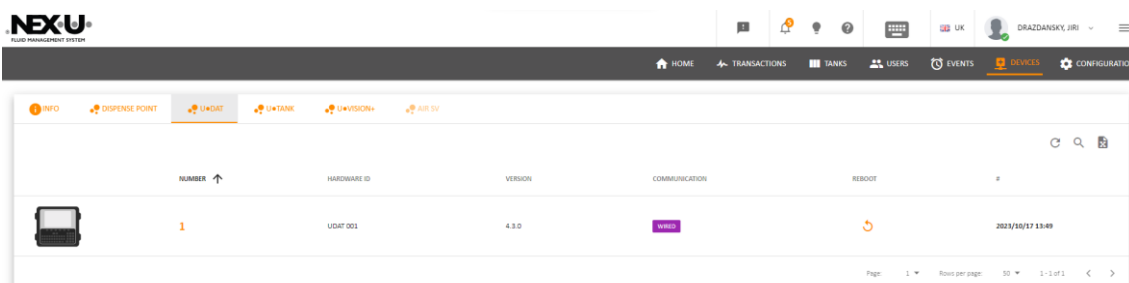 NEX•U•
FLUID MANAGEMENT SYSTEM
5
UK
DRAZDANSKY, JIRI
HOME
TRANSACTIONS
TANKS
USERS
EVENTS
DEVICES
CONFIGURATIO
INFO
DISPENSE POINT
U•DAT
U•TANK
U•VISION+
AIR SV
NUMBER
HARDWARE ID
VERSION
COMMUNICATION
REBOOT
#
1
UDAT 001
4.3.0
WIRED
2023/10/17 13:49
Page: 1
Rows per page: 50
1-1 of 1